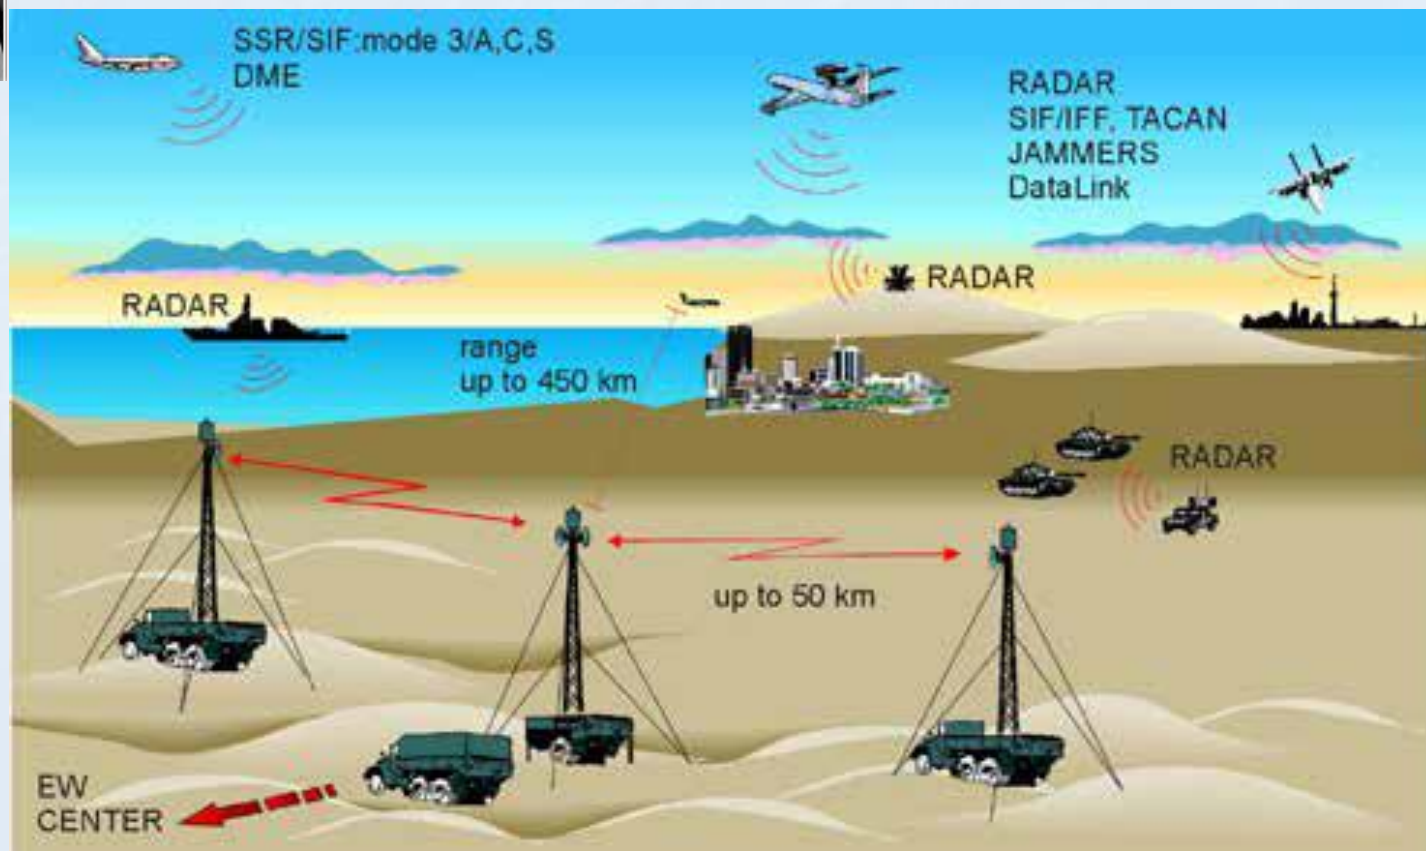 SSR/SIF:mode 3/A,C,S
DME
RADAR
SIF/IFF, TACAN
JAMMERS
DataLink
RADAR
RADAR
range
up to 450 km
RADAR
up to 50 km
EW
CENTER